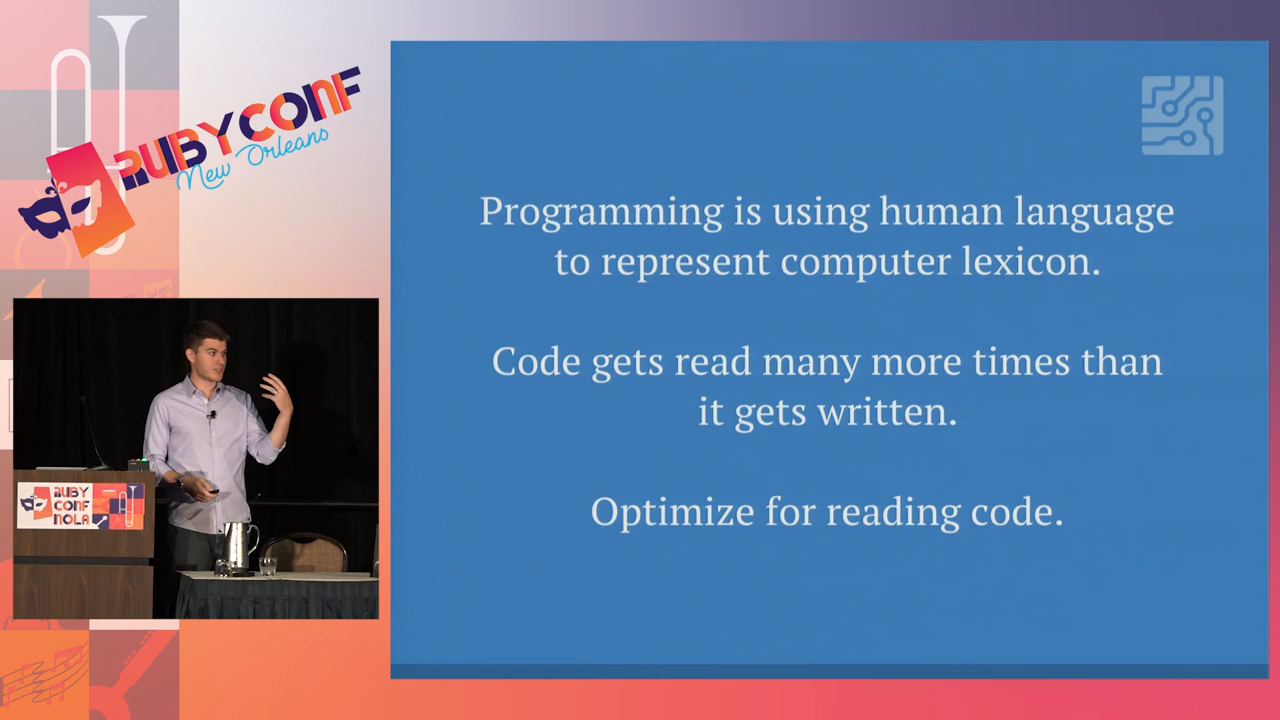 RUBYCONF
New Orleans
Programming is using human language
to represent computer lexicon.
Code gets read many more times than
it gets written.
Optimize for reading code.
RUBY
CONF
NOLA